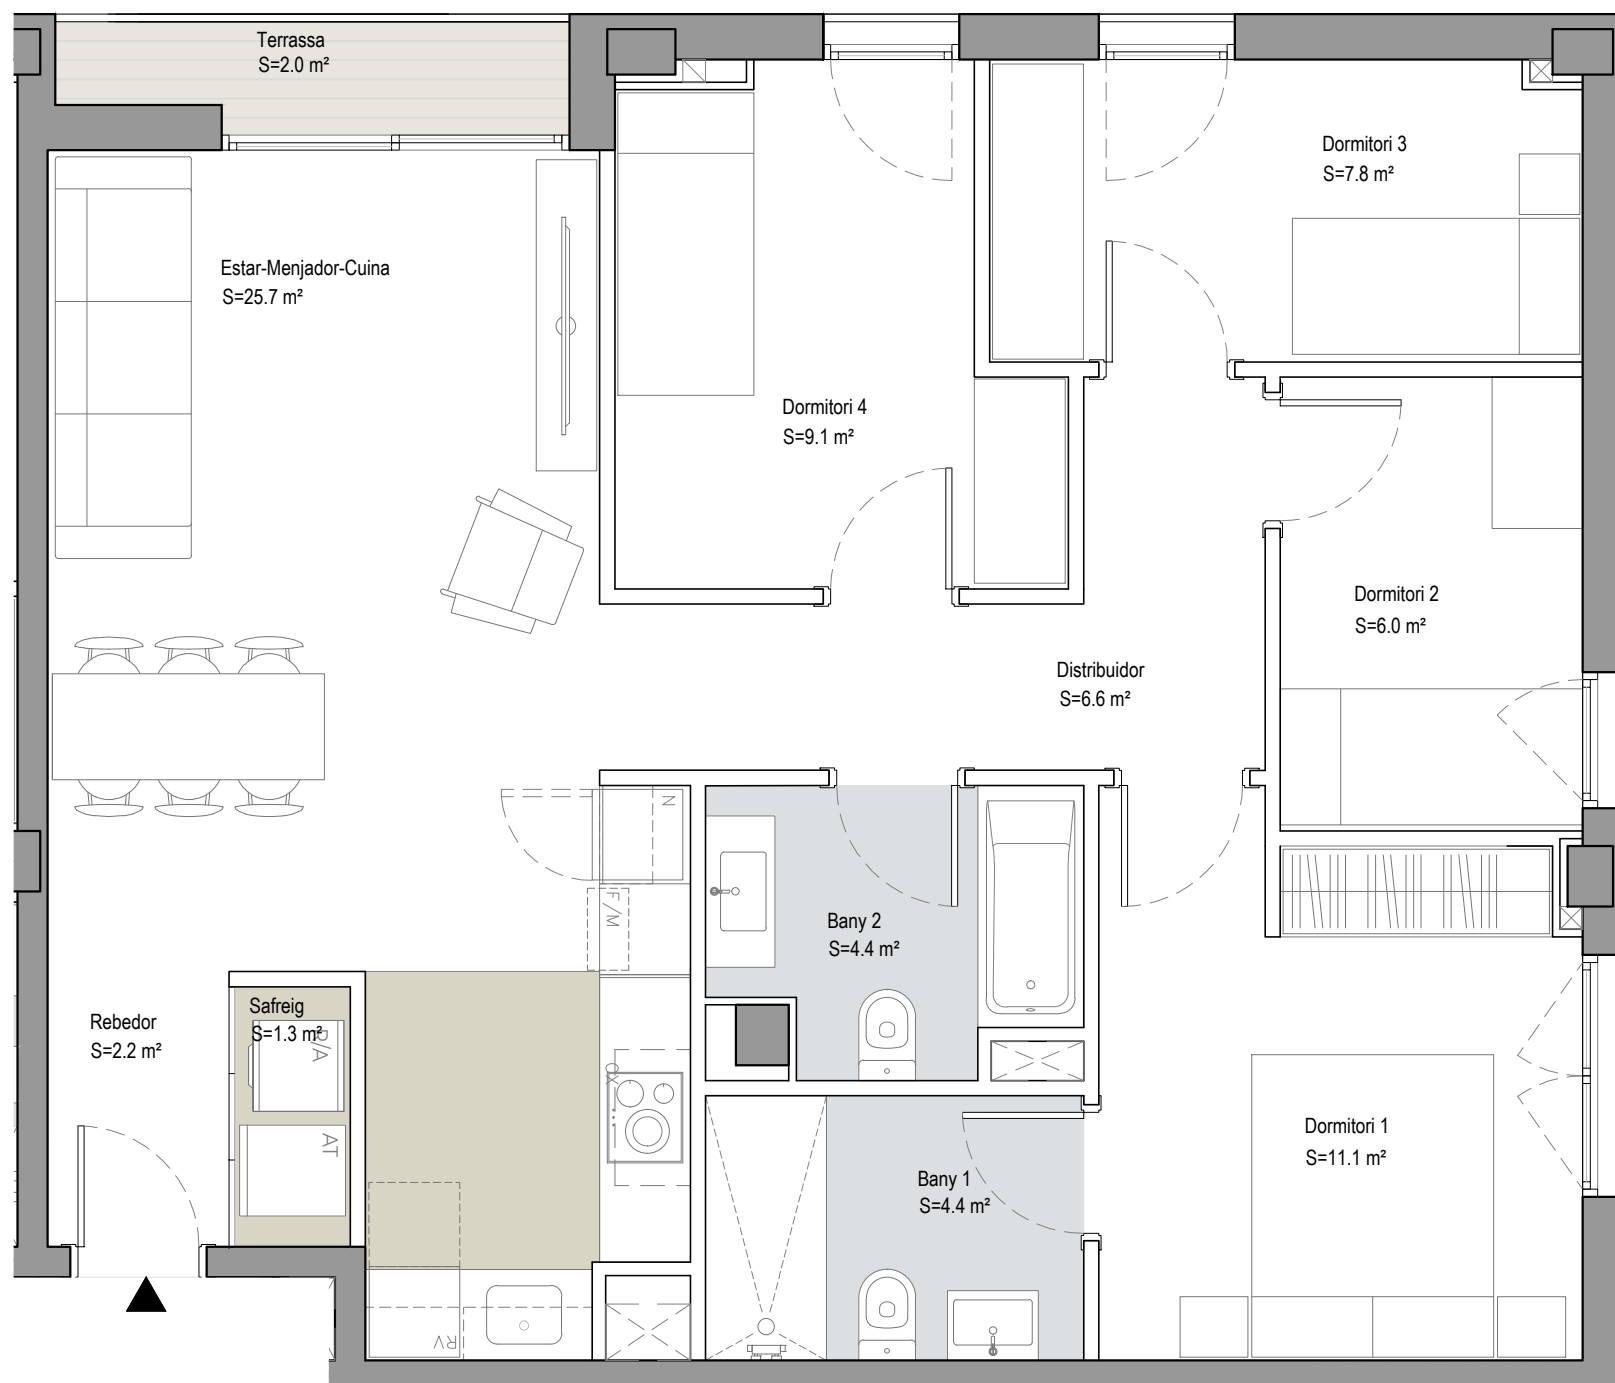 Terrassa
S=2.0 m²
Dormitori 3
S=7.8 m²
Estar-Menjador-Cuina
S=25.7 m²
Dormitori 4
S=9.1 m²
Dormitori 2
S=6.0 m²
Distribuidor
S=6.6 m²
N
F/M
Bany 2
S=4.4 m²
Safreig
S=1.3 m²
R/A
Rebedor
S=2.2 m²
CX
AT
Dormitori 1
S=11.1 m²
Bany 1
S=4.4 m²
RV